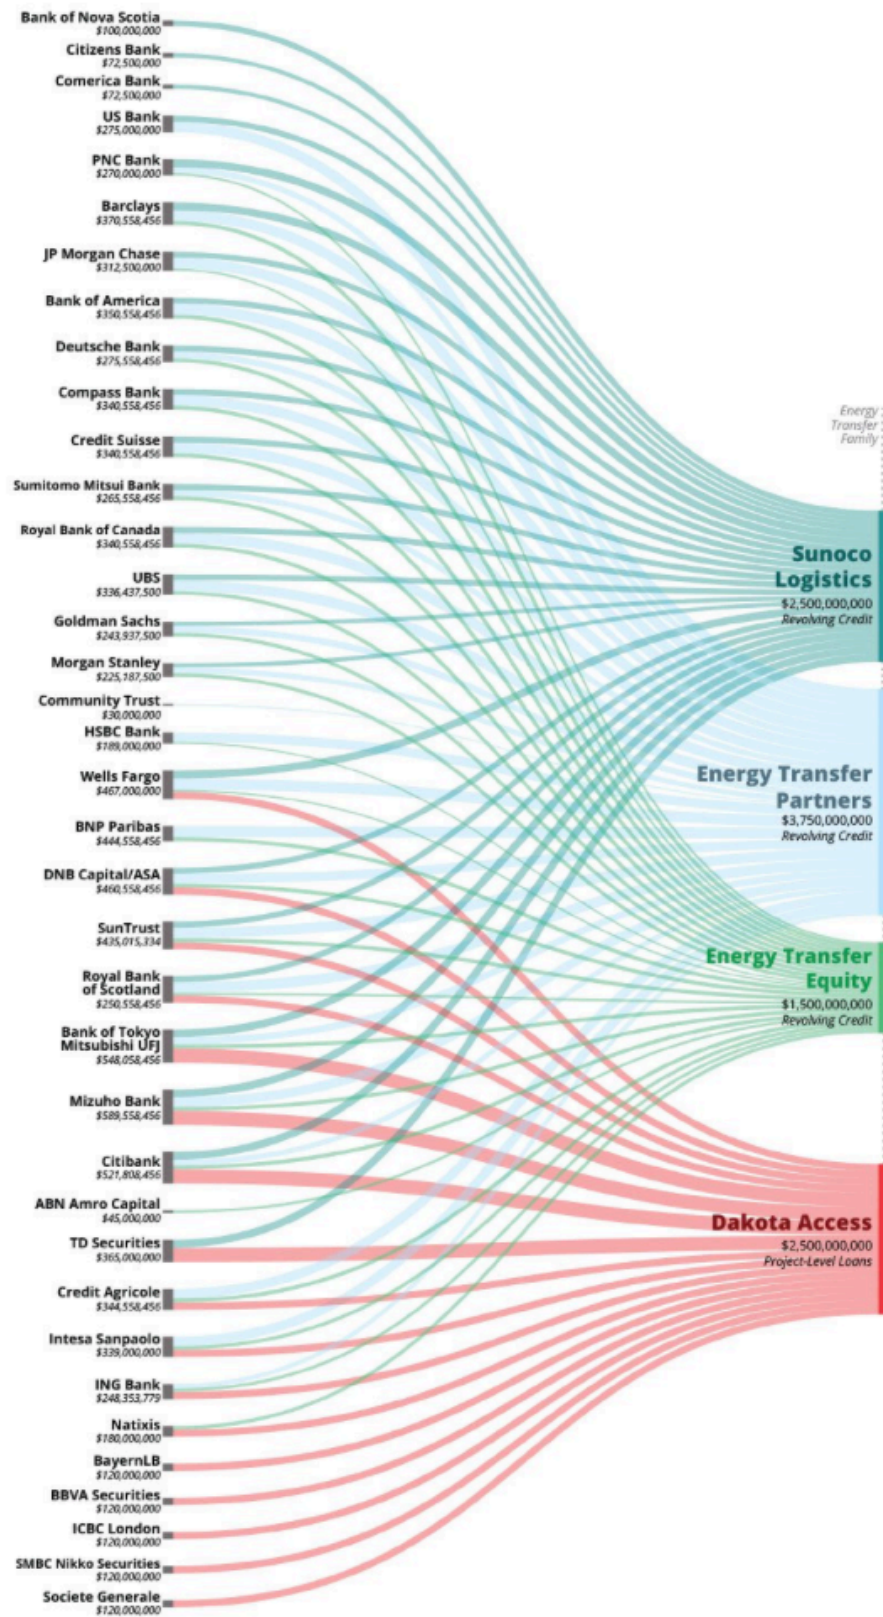 Bank of Nova Scotia
$100,000,000
Citizens Bank
$72,500,000
Comerica Bank
$72,500,000
US Bank
$275,000,000
PNC Bank
$270,000,000
Barclays
$370,558,456
JP Morgan Chase
$312,500,000
Bank of America
$350,558,456
Deutsche Bank
$275,558,456
Compass Bank
$340,558,456
Credit Suisse
$340,558,456
Sumitomo Mitsui Bank
$265,558,456
Royal Bank of Canada
$340,558,456
UBS
$336,437,500
Goldman Sachs
$243,937,500
Morgan Stanley
$225,187,500
Community Trust
$30,000,000
HSBC Bank
$189,000,000
Wells Fargo
$467,000,000
BNP Paribas
$444,558,456
DNB Capital/ASA
$460,558,456
SunTrust
$435,015,334
Royal Bank
of Scotland
$250,558,456
Bank of Tokyo
Mitsubishi UFJ
$548,058,456
Mizuho Bank
$589,558,456
Citibank
$521,808,456
ABN Amro Capital
$45,000,000
TD Securities
$365,000,000
Credit Agricole
$344,558,456
Intesa Sanpaolo
$339,000,000
ING Bank
$248,353,779
Natixis
$180,000,000
BayernLB
$120,000,000
BBVA Securities
$120,000,000
ICBC London
$120,000,000
SMBC Nikko Securities
$120,000,000
Societe Generale
$120,000,000
Energy
Transfer
Family
Sunoco
Logistics
$2,500,000,000
Revolving Credit
Energy Transfer
Partners
$3,750,000,000
Revolving Credit
Energy Transfer
Equity
$1,500,000,000
Revolving Credit
Dakota Access
$2,500,000,000
Project-Level Loans